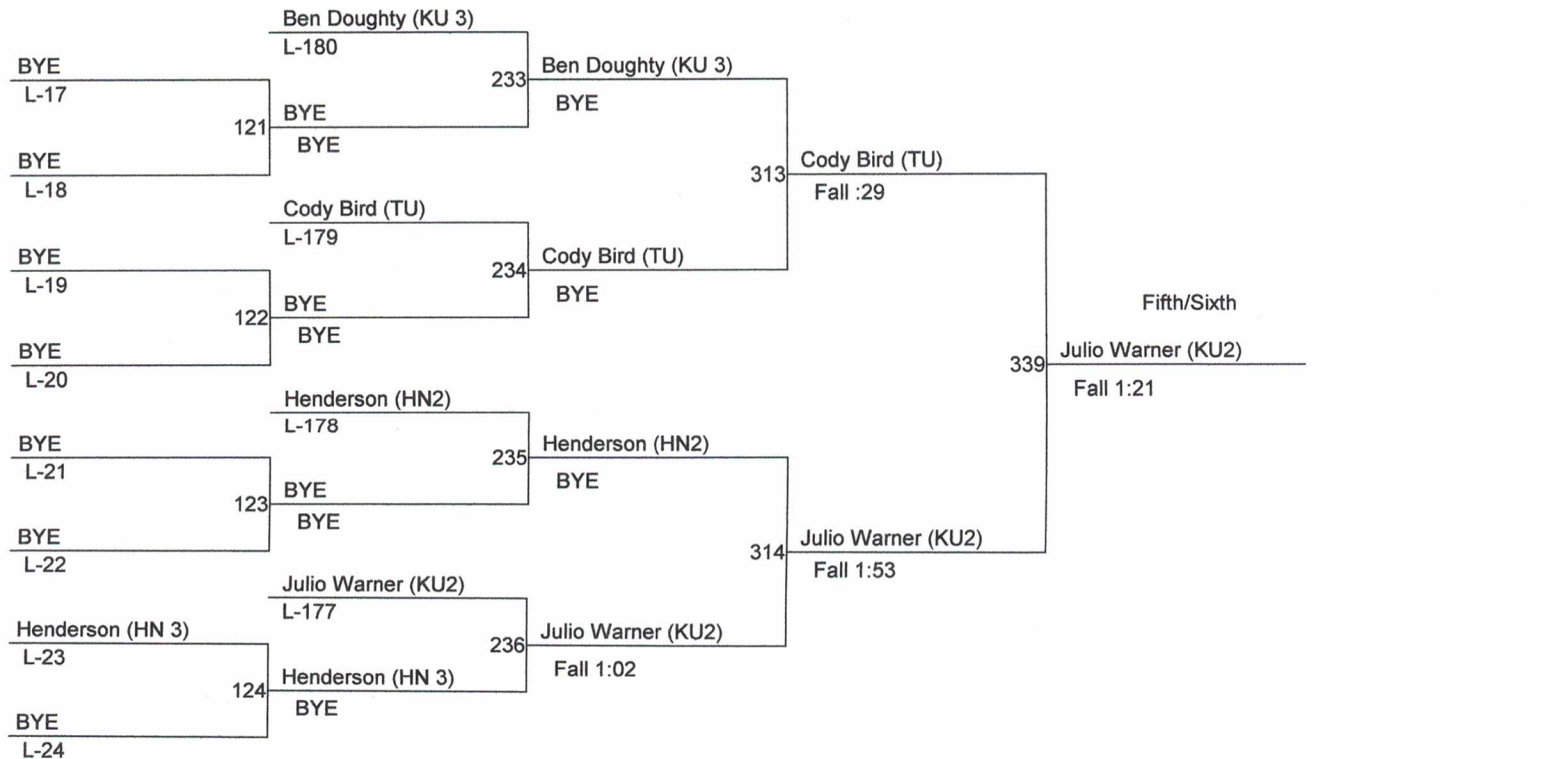 Ben Doughty (KU 3)
L-180
BYE
L-17
233
Ben Doughty (KU 3)
BYE
121
BYE
BYE
BYE
L-18
313
Cody Bird (TU)
Fall :29
Cody Bird (TU)
L-179
BYE
L-19
234
Cody Bird (TU)
BYE
122
BYE
BYE
BYE
L-20
Fifth/Sixth
339
Julio Warner (KU2)
Fall 1:21
Henderson (HN2)
L-178
BYE
L-21
235
Henderson (HN2)
BYE
123
BYE
BYE
BYE
L-22
314
Julio Warner (KU2)
Fall 1:53
Julio Warner (KU2)
L-177
Henderson (HN 3)
L-23
236
Julio Warner (KU2)
Fall 1:02
124
Henderson (HN 3)
BYE
BYE
L-24